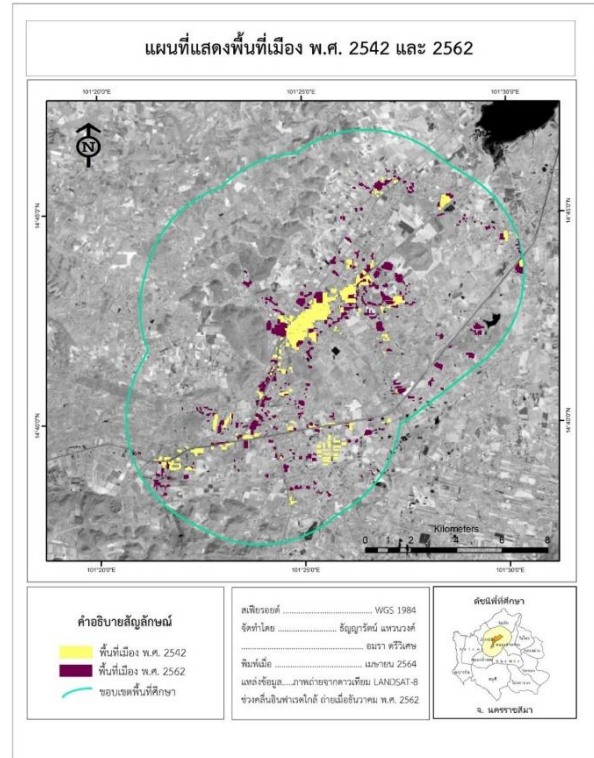 แผนที่แสดงพื้นที่เมือง พ.ศ. 2542 และ 2562
101°20'0"E 101°25'0"E 101°30'0"E
N
14°45'0"N 14°45'0"N
14°40'0"N 14°40'0"N
Kilometers
0 1 2 4 6 8
101°20'0"E 101°25'0"E 101°30'0"E
คำอธิบายสัญลักษณ์
พื้นที่เมือง พ.ศ. 2542
พื้นที่เมือง พ.ศ. 2562
ขอบเขตพื้นที่ศึกษา
สเฟียรอยด์ .................................... WGS 1984
จัดทำโดย ........................ ธัญญารัตน์ แหวนวงค์
........................................ อมรา ตรีวิเศษ
พิมพ์เมื่อ ............................ เมษายน 2564
แหล่งข้อมูล.....ภาพถ่ายจากดาวเทียม LANDSAT-8
ช่วงคลื่นอินฟาเรดใกล้ ถ่ายเมื่อธันวาคม พ.ศ. 2562
ดัชนีพื้ที่ศึกษา
จ. นครราชสีมา